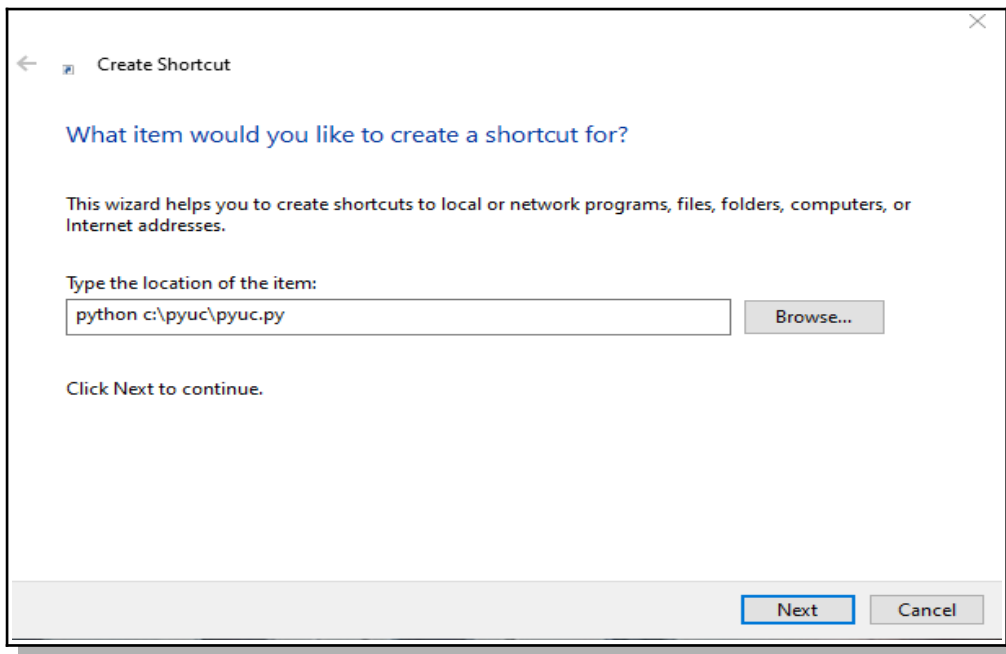 Create Shortcut
What item would you like to create a shortcut for?
This wizard helps you to create shortcuts to local or network programs, files, folders, computers, or
Internet addresses.
Type the location of the item:
python c:\pyuc\pyuc.py
Browse...
Click Next to continue.
Next
Cancel